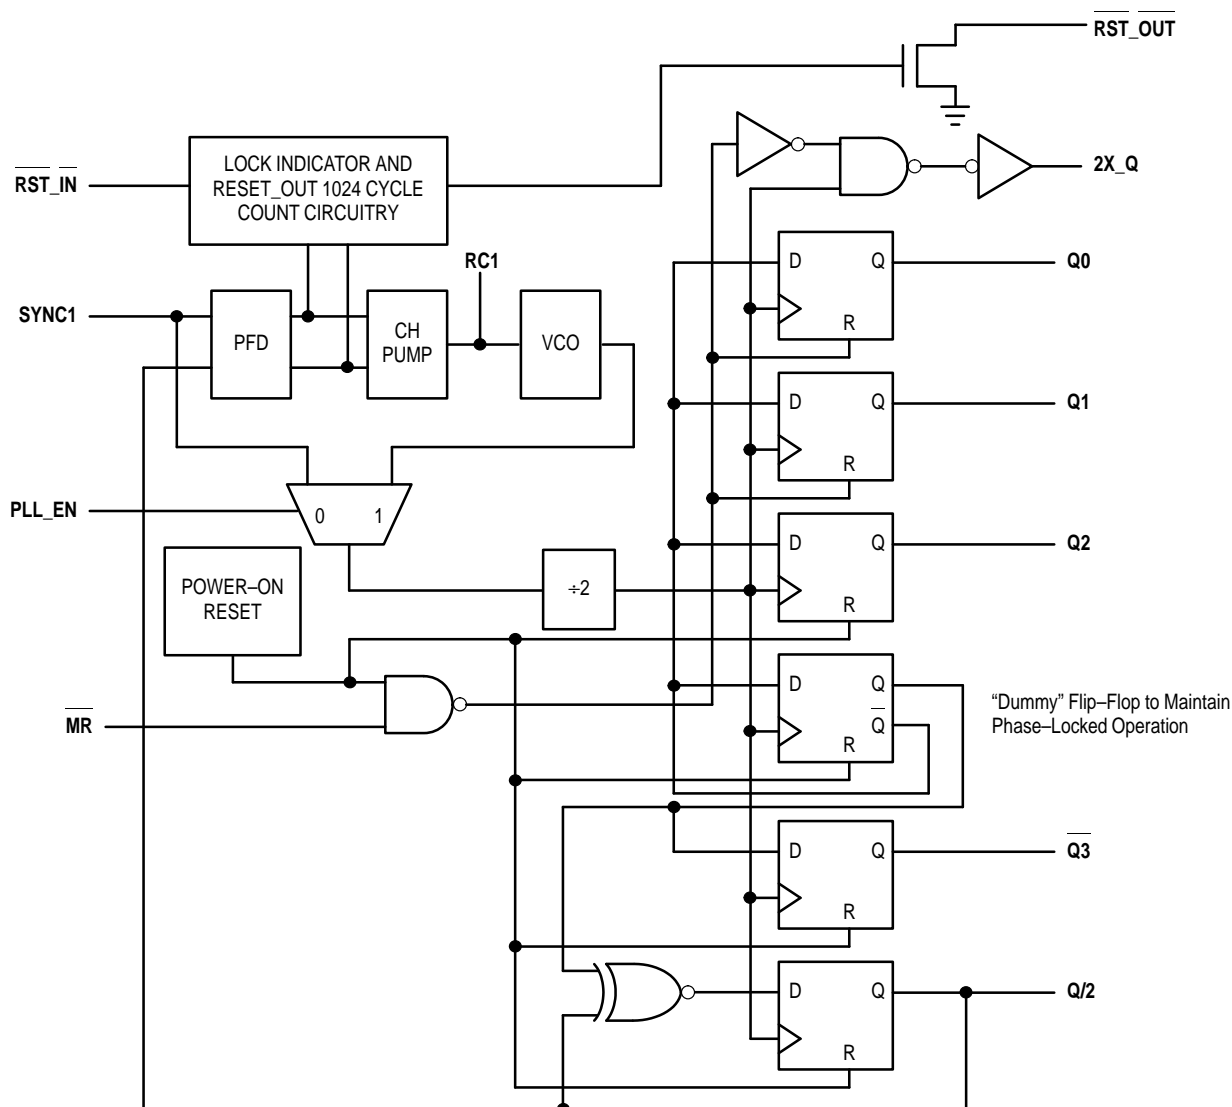 RST_OUT
LOCK INDICATOR AND
RESET_OUT 1024 CYCLE
COUNT CIRCUITRY
RST_IN
2X_Q
D
Q
R
Q0
RC1
SYNC1
PFD
CH
PUMP
VCO
D
Q
R
Q1
PLL_EN
0
1
D
Q
R
Q2
POWER–ON
RESET
÷2
MR
D
Q
Q
R
“Dummy” Flip–Flop to Maintain
Phase–Locked Operation
D
Q
R
Q3
D
Q
R
Q/2